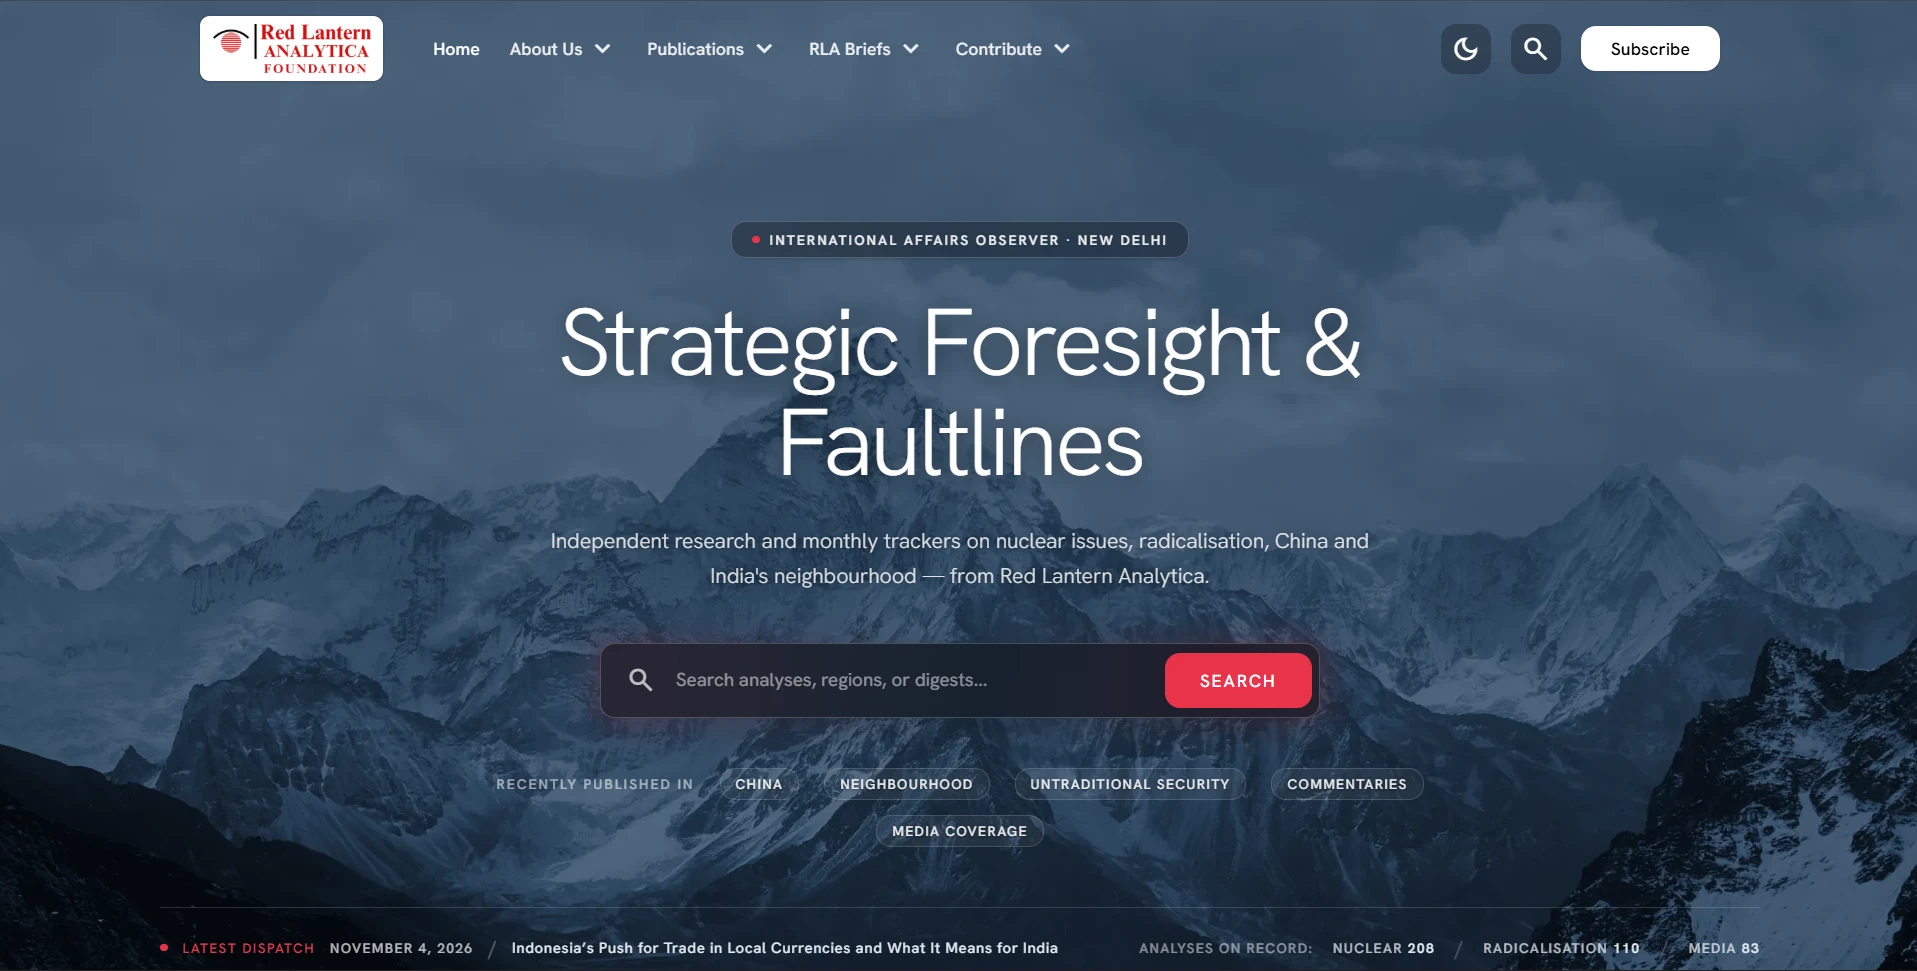 Red Lantern
ANALYTICA
FOUNDATION
Home
About Us
Publications
RLA Briefs
Contribute
Subscribe
INTERNATIONAL AFFAIRS OBSERVER · NEW DELHI
Strategic Foresight &
Faultlines
Independent research and monthly trackers on nuclear issues, radicalisation, China and
India's neighbourhood — from Red Lantern Analytica.
Search analyses, regions, or digests...
SEARCH
RECENTLY PUBLISHED IN
CHINA
NEIGHBOURHOOD
UNTRADITIONAL SECURITY
COMMENTARIES
MEDIA COVERAGE
LATEST DISPATCH NOVEMBER 4, 2026 / Indonesia’s Push for Trade in Local Currencies and What It Means for India
ANALYSES ON RECORD: NUCLEAR 208 / RADICALISATION 110 / MEDIA 83